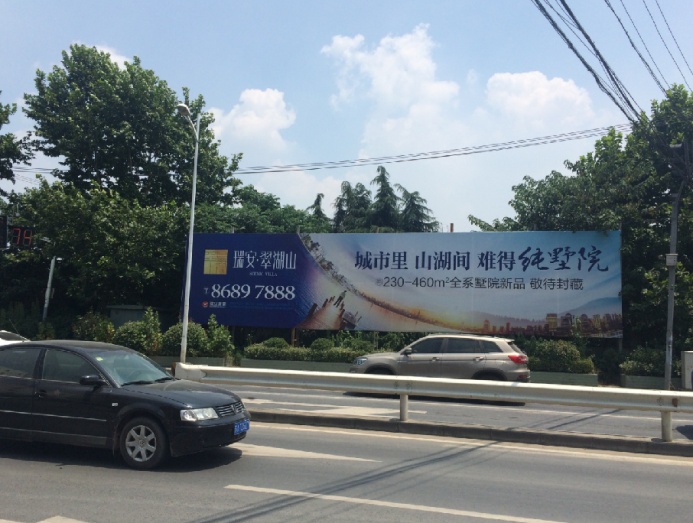 瑞安·翠湖山
8689 7888
城市里 山湖间 难得纯墅院
230-460m²全系墅院新品 敬待封藏